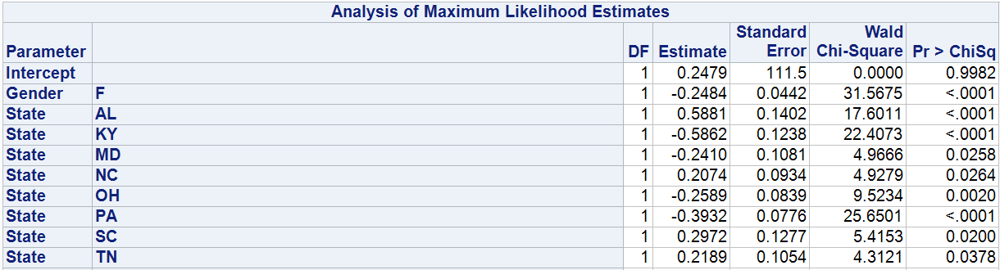 Analysis of Maximum Likelihood Estimates
Parameter DF Estimate Standard Error Wald Chi-Square Pr > ChiSq
Intercept 1 0.2479 111.5 0.0000 0.9982
Gender F 1 -0.2484 0.0442 31.5675 <.0001
State AL 1 0.5881 0.1402 17.6011 <.0001
State KY 1 -0.5862 0.1238 22.4073 <.0001
State MD 1 -0.2410 0.1081 4.9666 0.0258
State NC 1 0.2074 0.0934 4.9279 0.0264
State OH 1 -0.2589 0.0839 9.5234 0.0020
State PA 1 -0.3932 0.0776 25.6501 <.0001
State SC 1 0.2972 0.1277 5.4153 0.0200
State TN 1 0.2189 0.1054 4.3121 0.0378